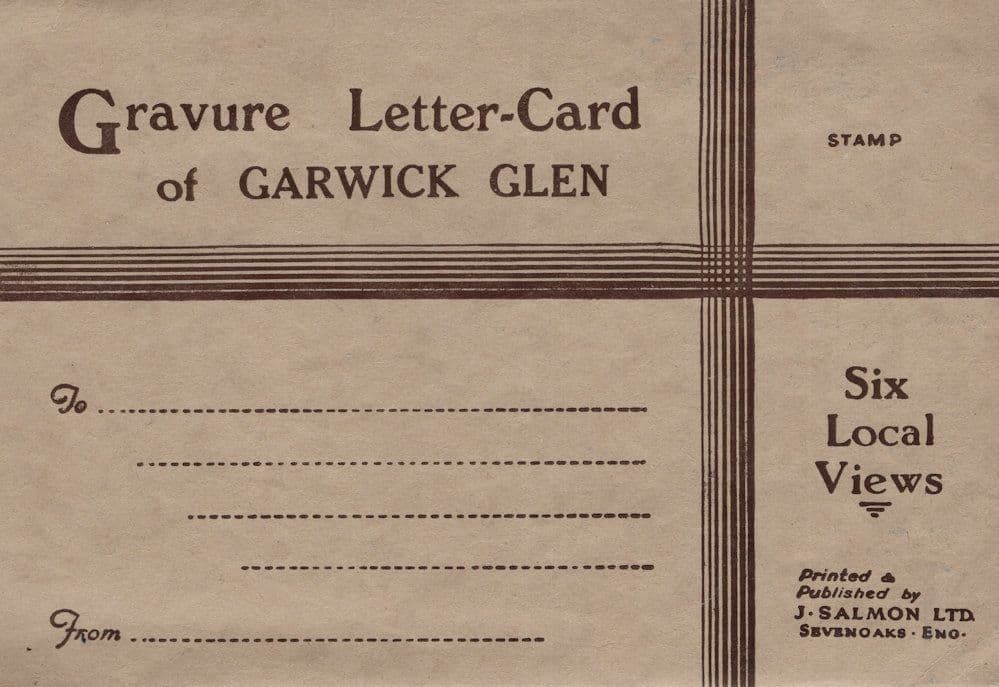 Gravure Letter-Card
of GARWICK GLEN
STAMP
To
From
Six
Local
Views
Printed &
Published by
J. SALMON LTD.
SEVENOAKS · ENG.